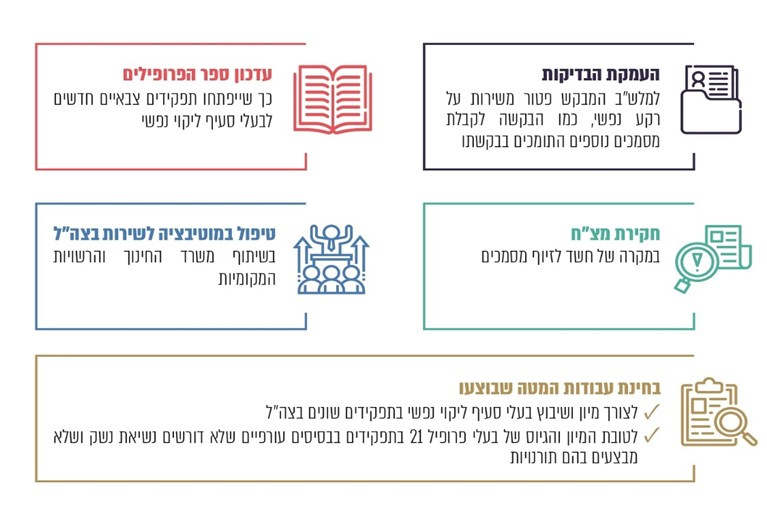 העמקת הבדיקות
למלש"ב המבקש פטור משירות על
רקע נפשי, כמו הבקשה לקבלת
מסמכים נוספים התומכים בבקשתו
עדכון ספר הפרופילים
כך שייפתחו תפקידים צבאיים חדשים
לבעלי סעיף ליקוי נפשי
חקירת מצ"ח
במקרה של חשד לזיוף מסמכים
טיפול במוטיבציה לשירות בצה"ל
בשיתוף משרד החינוך והרשויות
המקומיות
בחינת עבודות המטה שבוצעו
✓ לצורך מיון ושיבוץ בעלי סעיף ליקוי נפשי בתפקידים שונים בצה"ל
✓ לטובת המיון והגיוס של בעלי פרופיל 21 בתפקידים בבסיסים עורפיים שלא דורשים נשיאת נשק ושלא
מבצעים בהם תורנויות